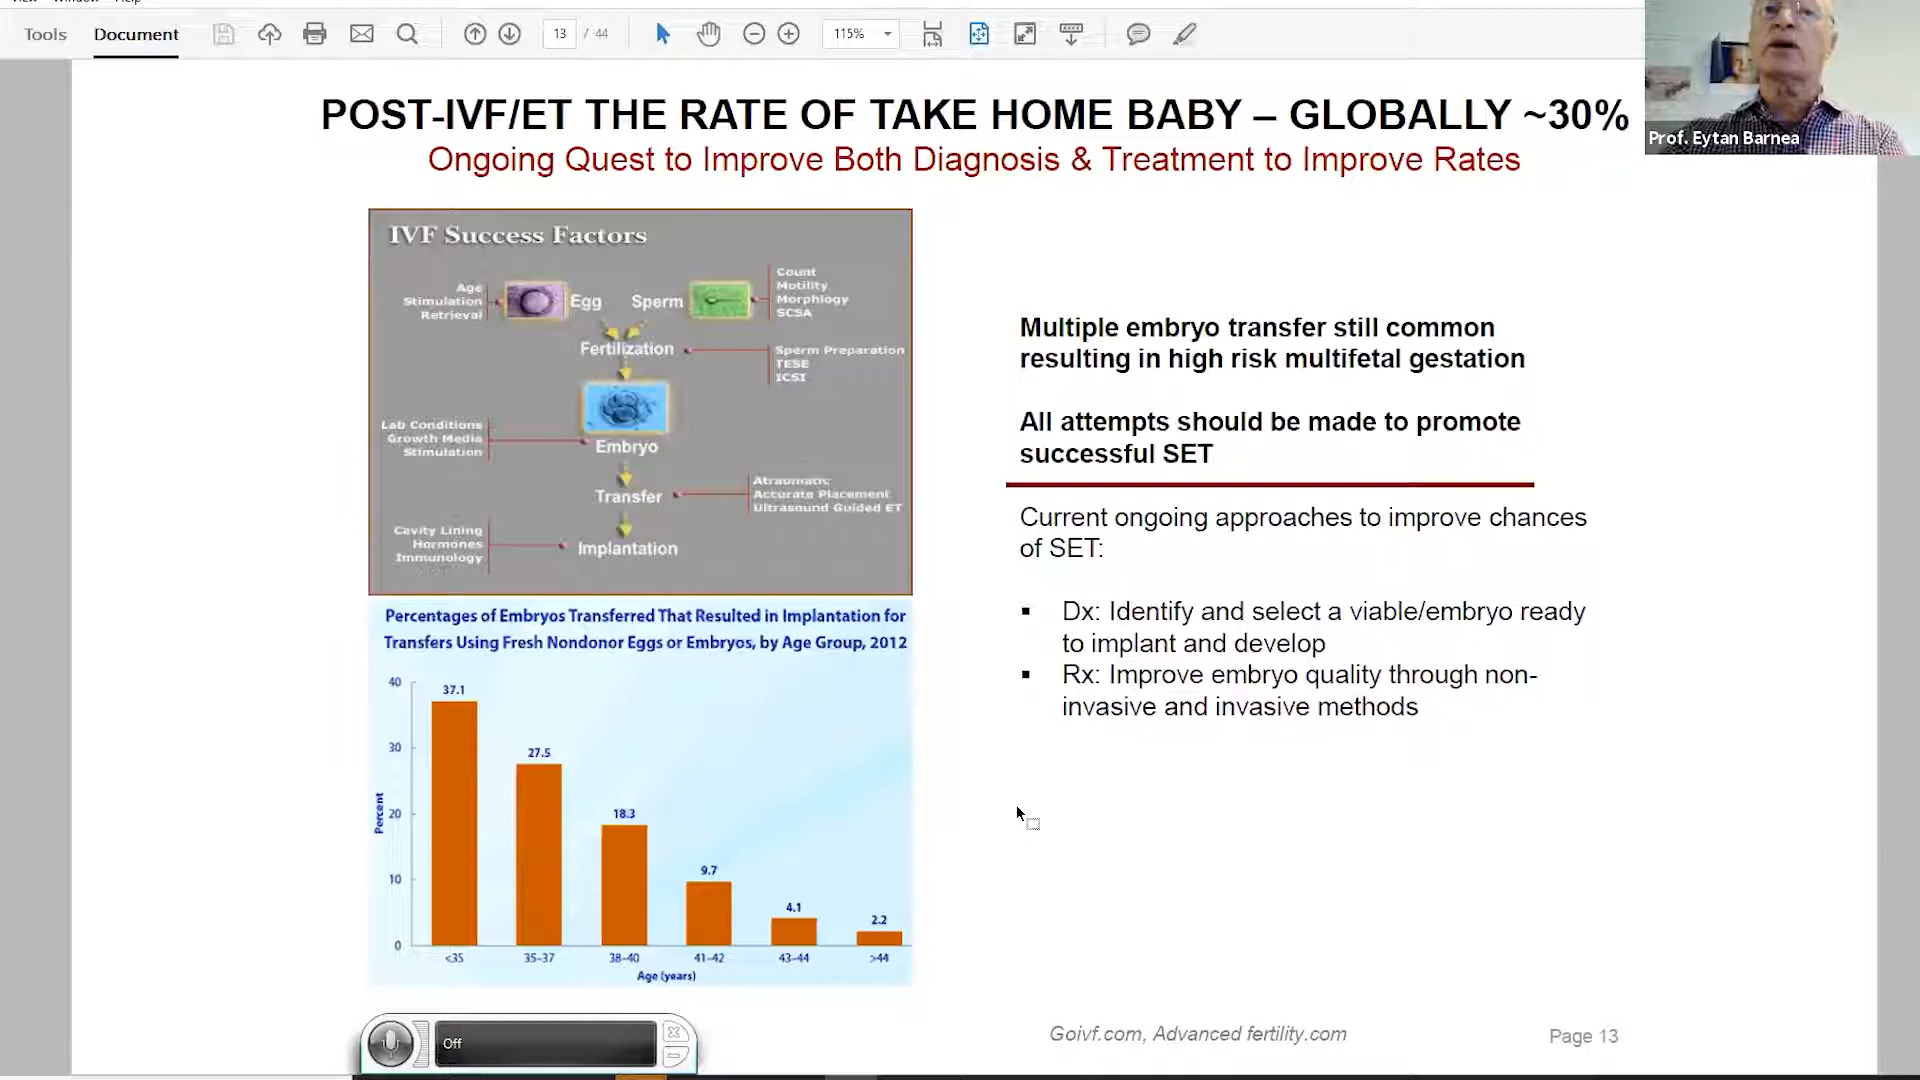 Tools
Document
13 / 44
115%
Prof. Eytan Barnea
POST-IVF/ET THE RATE OF TAKE HOME BABY – GLOBALLY ~30%
Ongoing Quest to Improve Both Diagnosis & Treatment to Improve Rates
IVF Success Factors
Age
Stimulation
Retrieval
Egg
Sperm
Count
Motility
Morphlogy
SCSA
Fertilization
Sperm Preparation
TESE
ICSI
Lab Conditions
Growth Media
Stimulation
Embryo
Transfer
Atraumatic
Accurate Placement
Ultrasound Guided ET
Cavity Lining
Hormones
Immunology
Implantation
Percentages of Embryos Transferred That Resulted in Implantation for
Transfers Using Fresh Nondonor Eggs or Embryos, by Age Group, 2012
Percent
40
30
20
10
0
37.1
27.5
18.3
9.7
4.1
2.2
<35
35–37
38–40
41–42
43–44
>44
Age (years)
Multiple embryo transfer still common
resulting in high risk multifetal gestation
All attempts should be made to promote
successful SET
Current ongoing approaches to improve chances
of SET:
▪ Dx: Identify and select a viable/embryo ready
to implant and develop
▪ Rx: Improve embryo quality through non-
invasive and invasive methods
Off
Goivf.com, Advanced fertility.com
Page 13